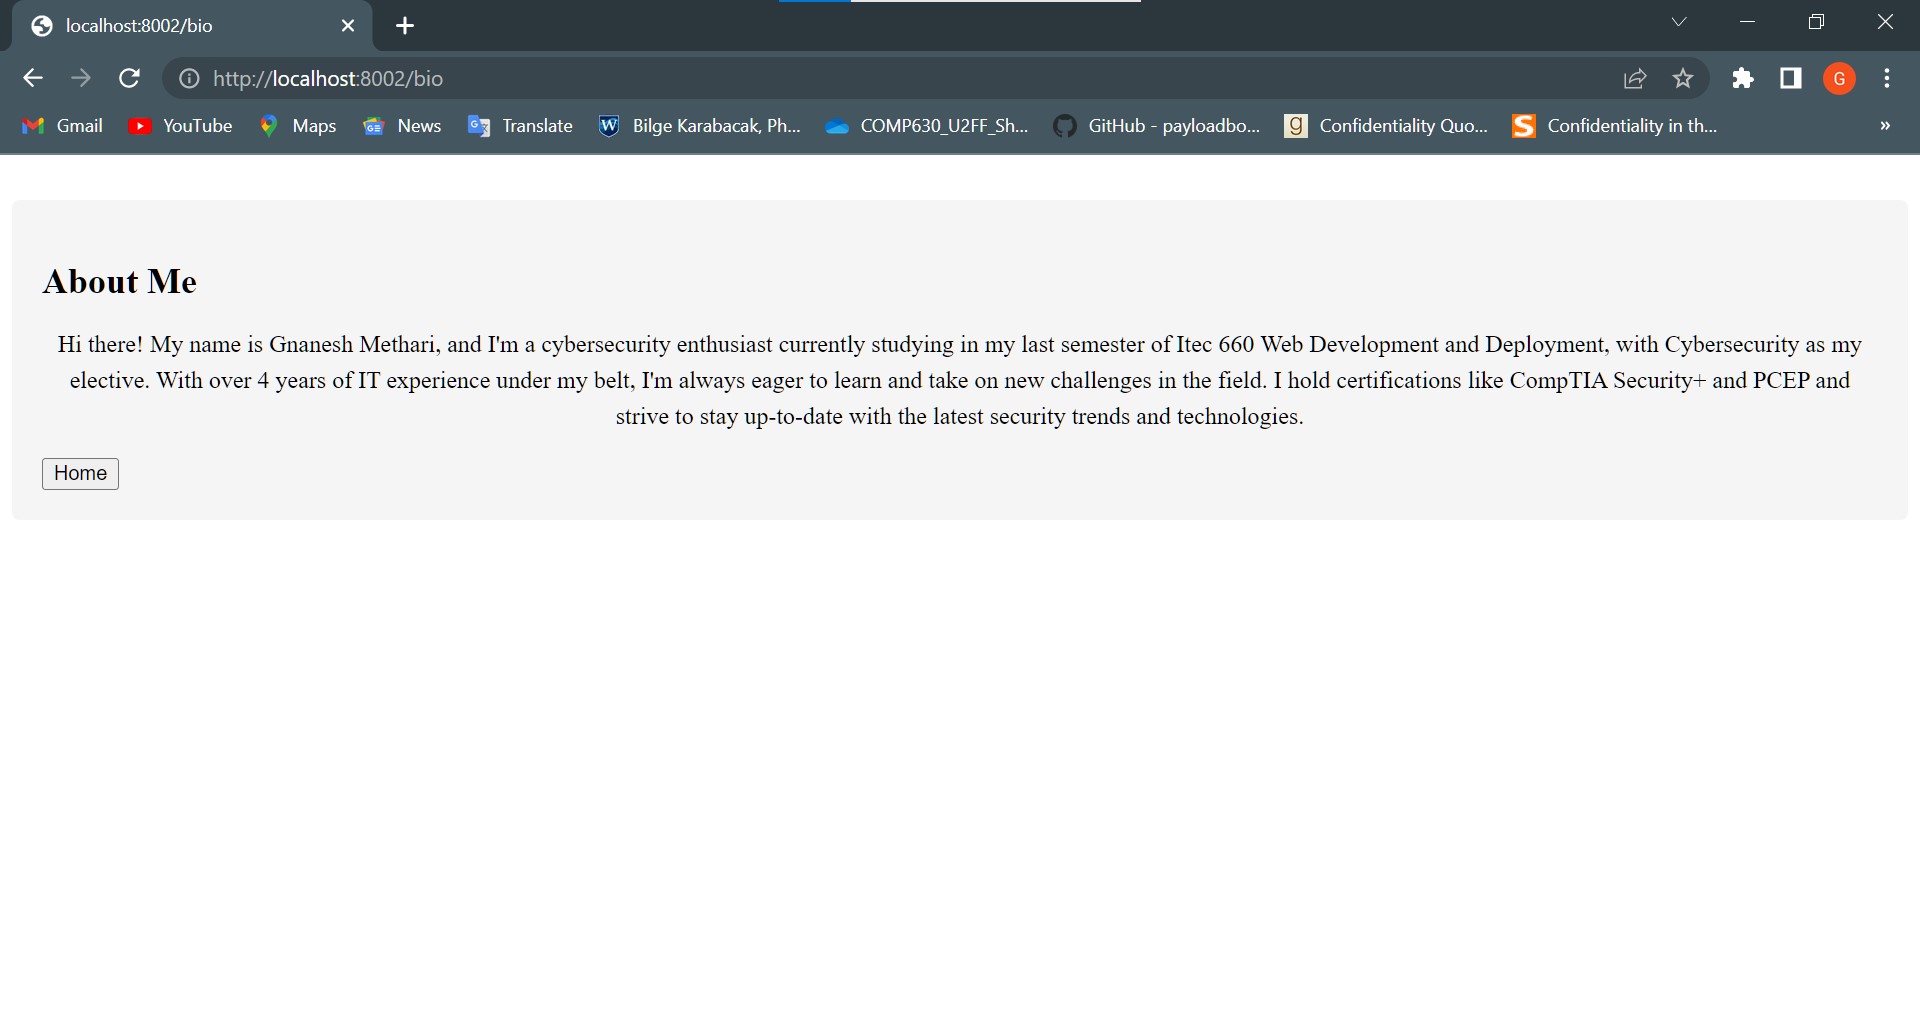 localhost:8002/bio
http://localhost:8002/bio
G
Gmail YouTube Maps News Translate Bilge Karabacak, Ph... COMP630_U2FF_Sh... GitHub - payloadbo... Confidentiality Quo... Confidentiality in th... »
About Me
Hi there! My name is Gnanesh Methari, and I'm a cybersecurity enthusiast currently studying in my last semester of Itec 660 Web Development and Deployment, with Cybersecurity as my
elective. With over 4 years of IT experience under my belt, I'm always eager to learn and take on new challenges in the field. I hold certifications like CompTIA Security+ and PCEP and
strive to stay up-to-date with the latest security trends and technologies.
Home